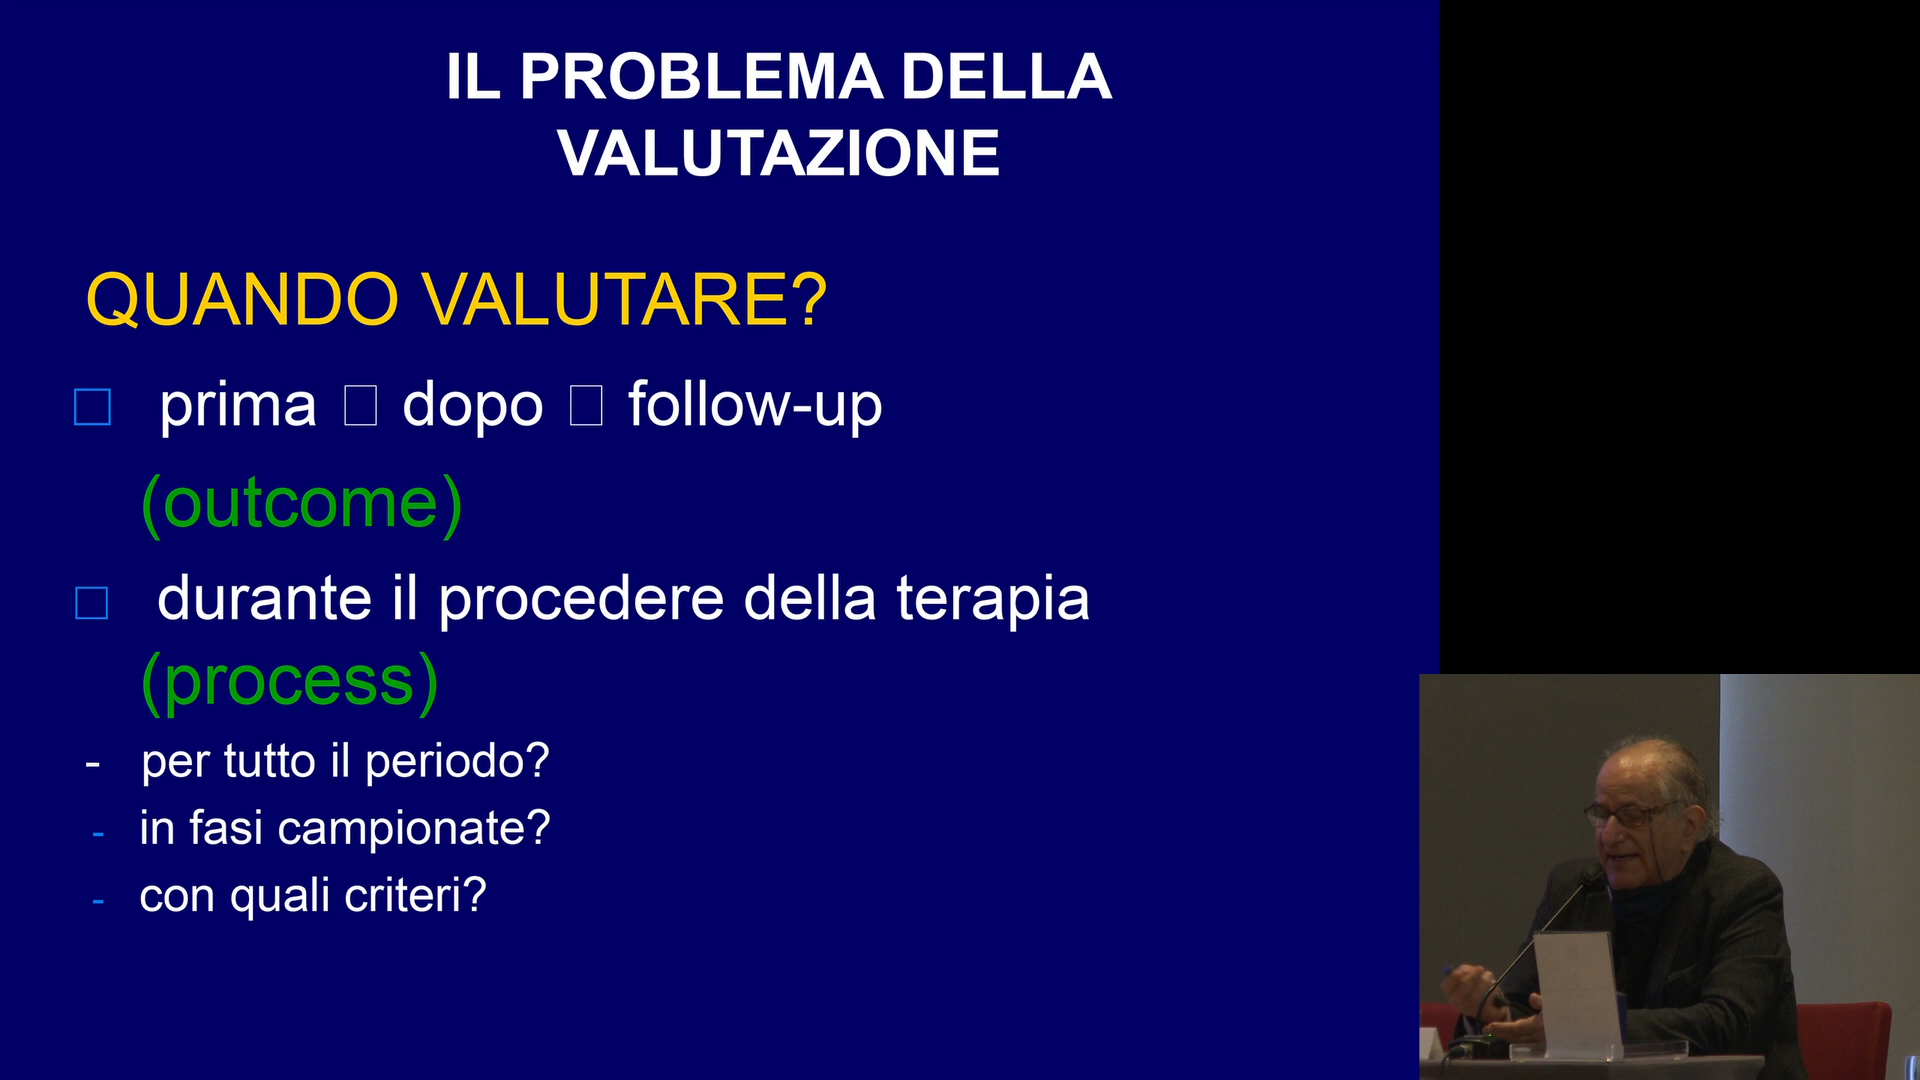 IL PROBLEMA DELLA
VALUTAZIONE
QUANDO VALUTARE?
□ prima □ dopo □ follow-up
(outcome)
□ durante il procedere della terapia
(process)
- per tutto il periodo?
- in fasi campionate?
- con quali criteri?